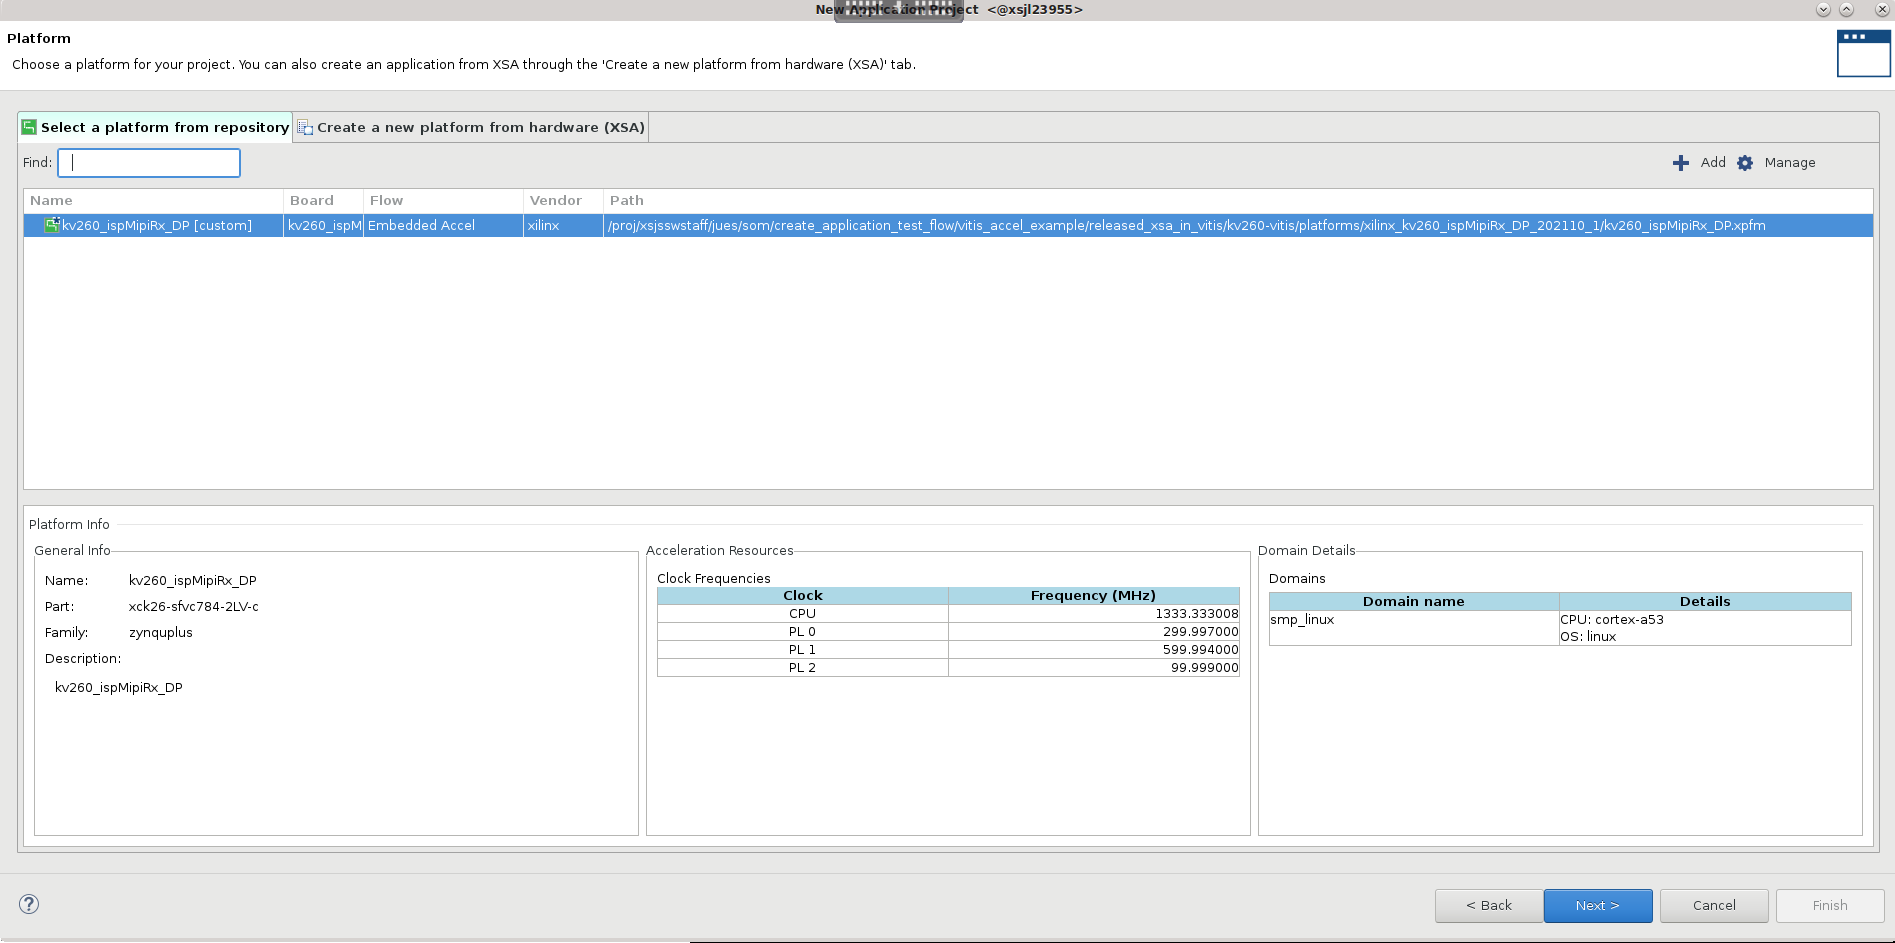 New Application Project <@xsjl23955>
Platform
Choose a platform for your project. You can also create an application from XSA through the 'Create a new platform from hardware (XSA)' tab.
Select a platform from repository Create a new platform from hardware (XSA)
Find: Add Manage
Name Board Flow Vendor Path
kv260_ispMipiRx_DP [custom] kv260_ispM Embedded Accel xilinx /proj/xsjsswstaff/jues/som/create_application_test_flow/vitis_accel_example/released_xsa_in_vitis/kv260-vitis/platforms/xilinx_kv260_ispMipiRx_DP_202110_1/kv260_ispMipiRx_DP.xpfm
Platform Info
General Info
Name: kv260_ispMipiRx_DP
Part: xck26-sfvc784-2LV-c
Family: zynquplus
Description:
kv260_ispMipiRx_DP
Acceleration Resources
Clock Frequencies
Clock Frequency (MHz)
CPU 1333.333008
PL 0 299.997000
PL 1 599.994000
PL 2 99.999000
Domain Details
Domains
Domain name Details
smp_linux CPU: cortex-a53
OS: linux
?
< Back Next > Cancel Finish